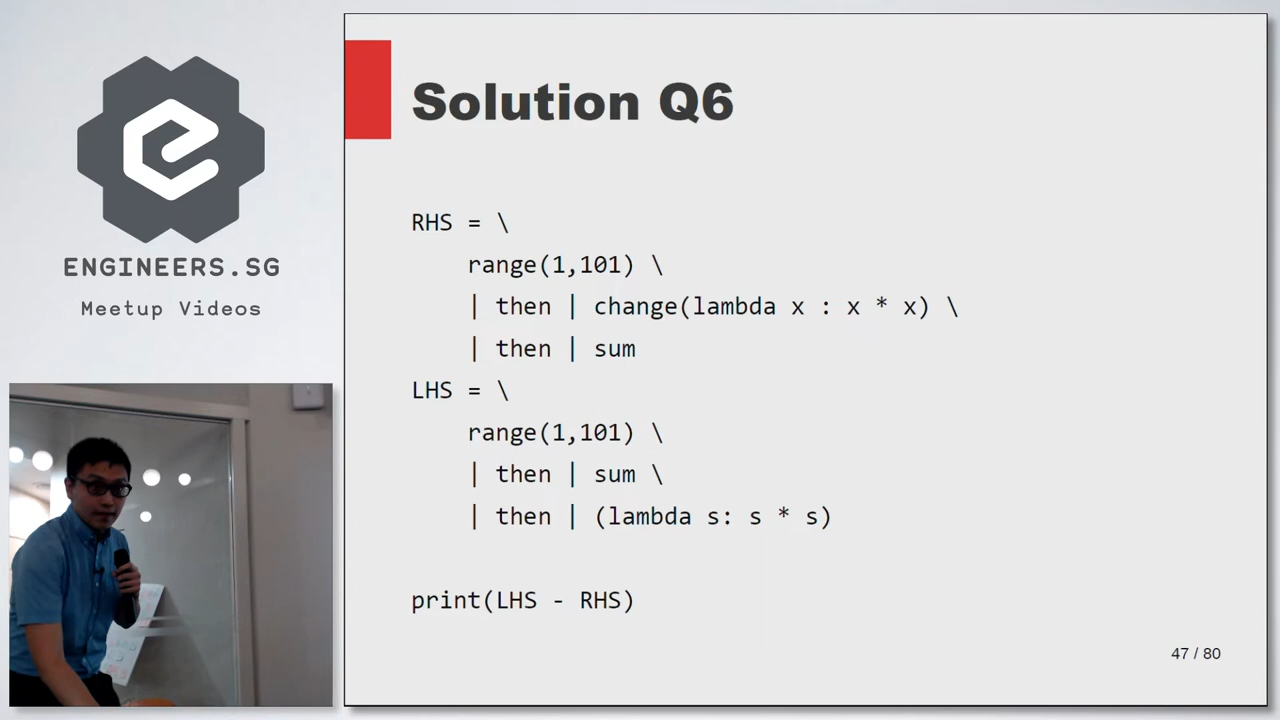 ENGINEERS.SG
Meetup Videos
Solution Q6
RHS = \
range(1,101) \
| then | change(lambda x : x * x) \
| then | sum
LHS = \
range(1,101) \
| then | sum \
| then | (lambda s: s * s)
print(LHS - RHS)
47 / 80